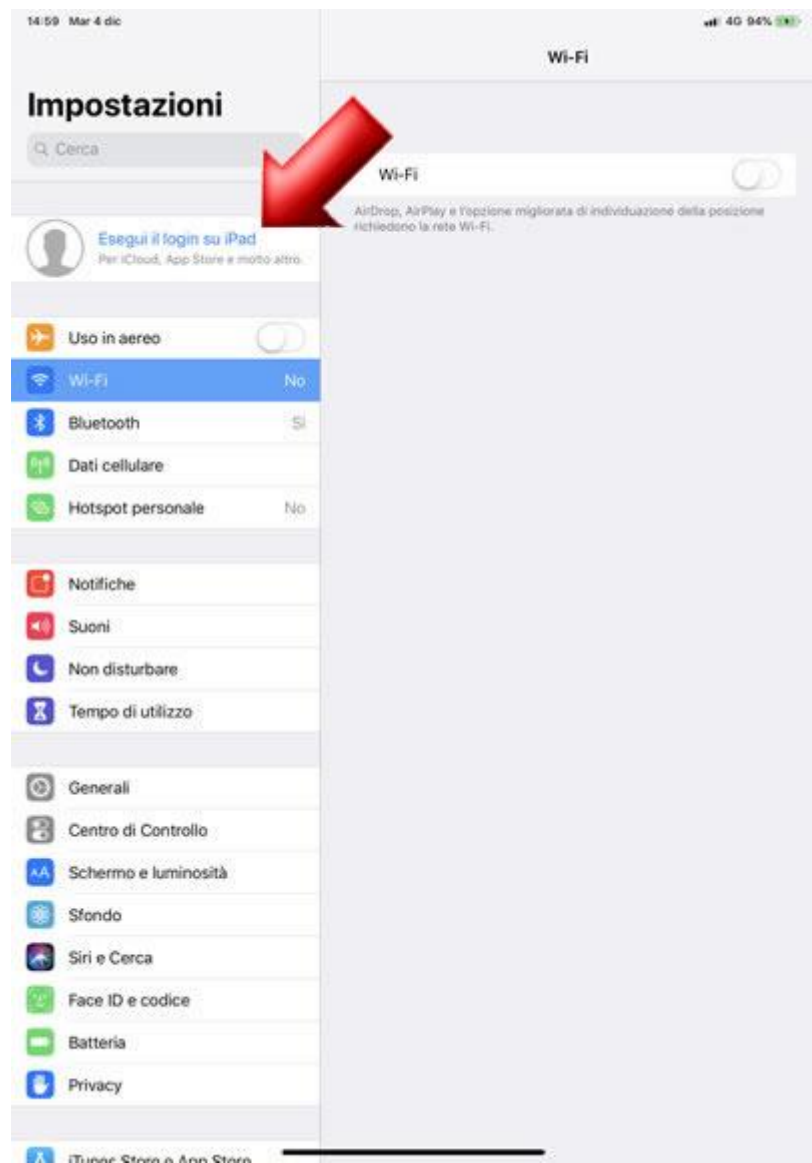 14:59 Mar 4 dic
4G 94%
Wi-Fi
Impostazioni
Cerca
Wi-Fi
AirDrop, AirPlay e l'opzione migliorata di individuazione della posizione
richiedono la rete Wi-Fi.
Esegui il login su iPad
Per iCloud, App Store e molto altro.
Uso in aereo
Wi-Fi No
Bluetooth Sì
Dati cellulare
Hotspot personale No
Notifiche
Suoni
Non disturbare
Tempo di utilizzo
Generali
Centro di Controllo
AA Schermo e luminosità
Sfondo
Siri e Cerca
Face ID e codice
Batteria
Privacy
iTunes Store e App Store